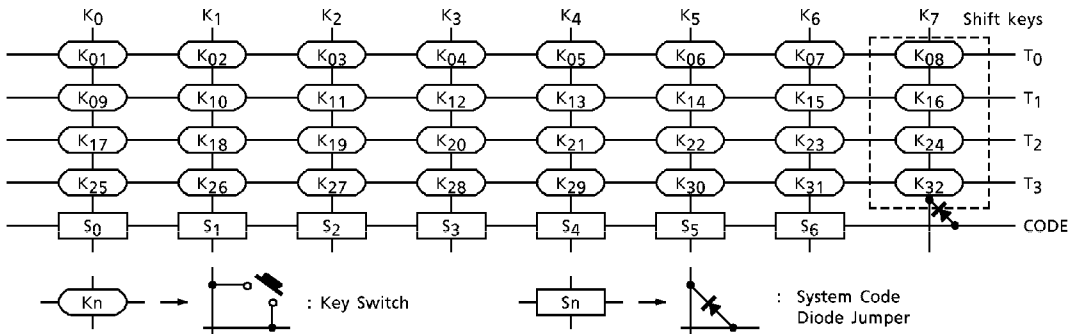 K0 K1 K2 K3 K4 K5 K6 K7 Shift keys
K01 K02 K03 K04 K05 K06 K07 K08 T0
K09 K10 K11 K12 K13 K14 K15 K16 T1
K17 K18 K19 K20 K21 K22 K23 K24 T2
K25 K26 K27 K28 K29 K30 K31 K32 T3
S0 S1 S2 S3 S4 S5 S6 CODE
Kn : Key Switch Sn : System Code
Diode Jumper